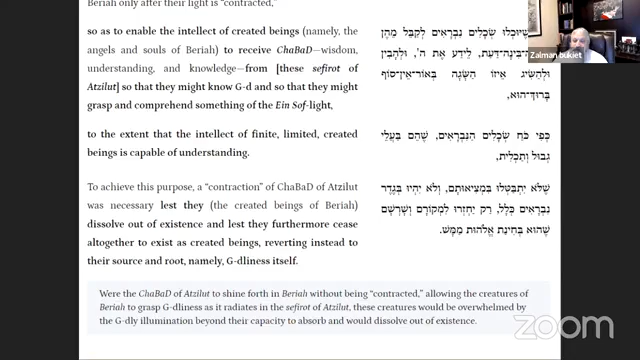 Beriah only after their light is "contracted,"
so as to enable the intellect of created beings (namely, the
angels and souls of Beriah) to receive ChaBaD—wisdom,
understanding, and knowledge—from [these sefirot of
Atzilut] so that they might know G-d and so that they might
grasp and comprehend something of the Ein Sof-light,
to the extent that the intellect of finite, limited, created
beings is capable of understanding.
To achieve this purpose, a "contraction" of ChaBaD of Atzilut
was necessary lest they (the created beings of Beriah)
dissolve out of existence and lest they furthermore cease
altogether to exist as created beings, reverting instead to
their source and root, namely, G-dliness itself.
שֶׁיּוּכְלוּ שְׂכָלִים נִבְרָאִים לְקַבֵּל מֵהֶן
־בִּינָה־דַּעַת, לֵידַע אֶת ה', וּלְהָבִין
וּלְהַשִּׂיג אֵיזוֹ הַשָּׂגָה בְּאוֹר־אֵין־סוֹף
בָּרוּךְ־הוּא,
כְּפִי כֹּחַ שְׂכָלִים הַנִּבְרָאִים, שֶׁהֵם בַּעֲלֵי
גְבוּל וְתַכְלִית,
שֶׁלֹּא יִתְבַּטְּלוּ בִּמְצִיאוּתָם, וְלֹא יִהְיוּ בְּגֶדֶר
נִבְרָאִים כְּלָל, רַק יַחְזְרוּ לִמְקוֹרָם וְשָׁרְשָׁם
שֶׁהוּא בְּחִינַת אֱלֹהוּת מַמָּשׁ.
Were the ChaBaD of Atzilut to shine forth in Beriah without being "contracted," allowing the creatures of
Beriah to grasp G-dliness as it radiates in the sefirot of Atzilut, these creatures would be overwhelmed by
the G-dly illumination beyond their capacity to absorb and would dissolve out of existence.
Zalman bukiet
zoom